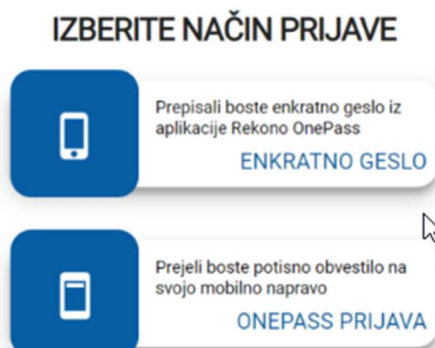 IZBERITE NAČIN PRIJAVE
Prepisali boste enkratno geslo iz
aplikacije Rekono OnePass
ENKRATNO GESLO
Prejeli boste potisno obvestilo na
svojo mobilno napravo
ONEPASS PRIJAVA